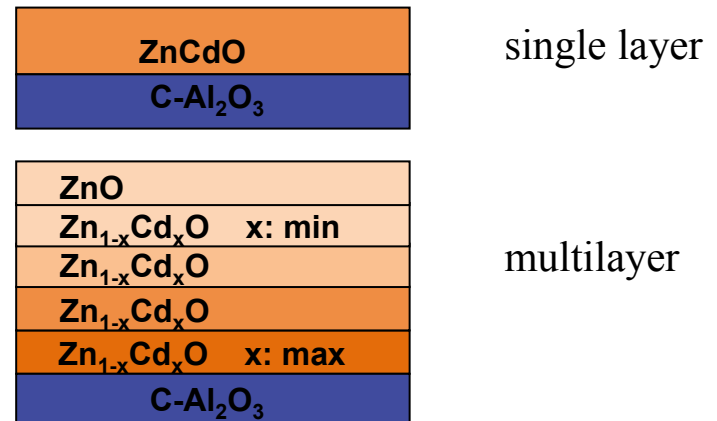 ZnCdO single layer
C-Al₂O₃
ZnO
Zn₁₋ₓCdₓO x: min
Zn₁₋ₓCdₓO multilayer
Zn₁₋ₓCdₓO
Zn₁₋ₓCdₓO x: max
C-Al₂O₃